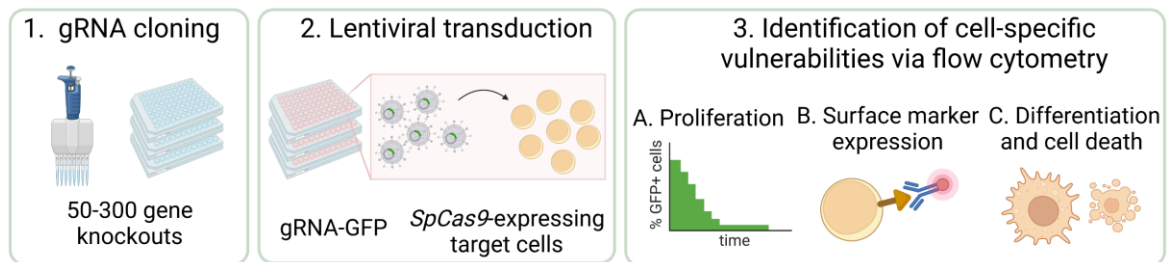 1. gRNA cloning
50-300 gene
knockouts
2. Lentiviral transduction
gRNA-GFP
SpCas9-expressing
target cells
3. Identification of cell-specific
vulnerabilities via flow cytometry
A. Proliferation
% GFP+ cells
time
B. Surface marker
expression
C. Differentiation
and cell death